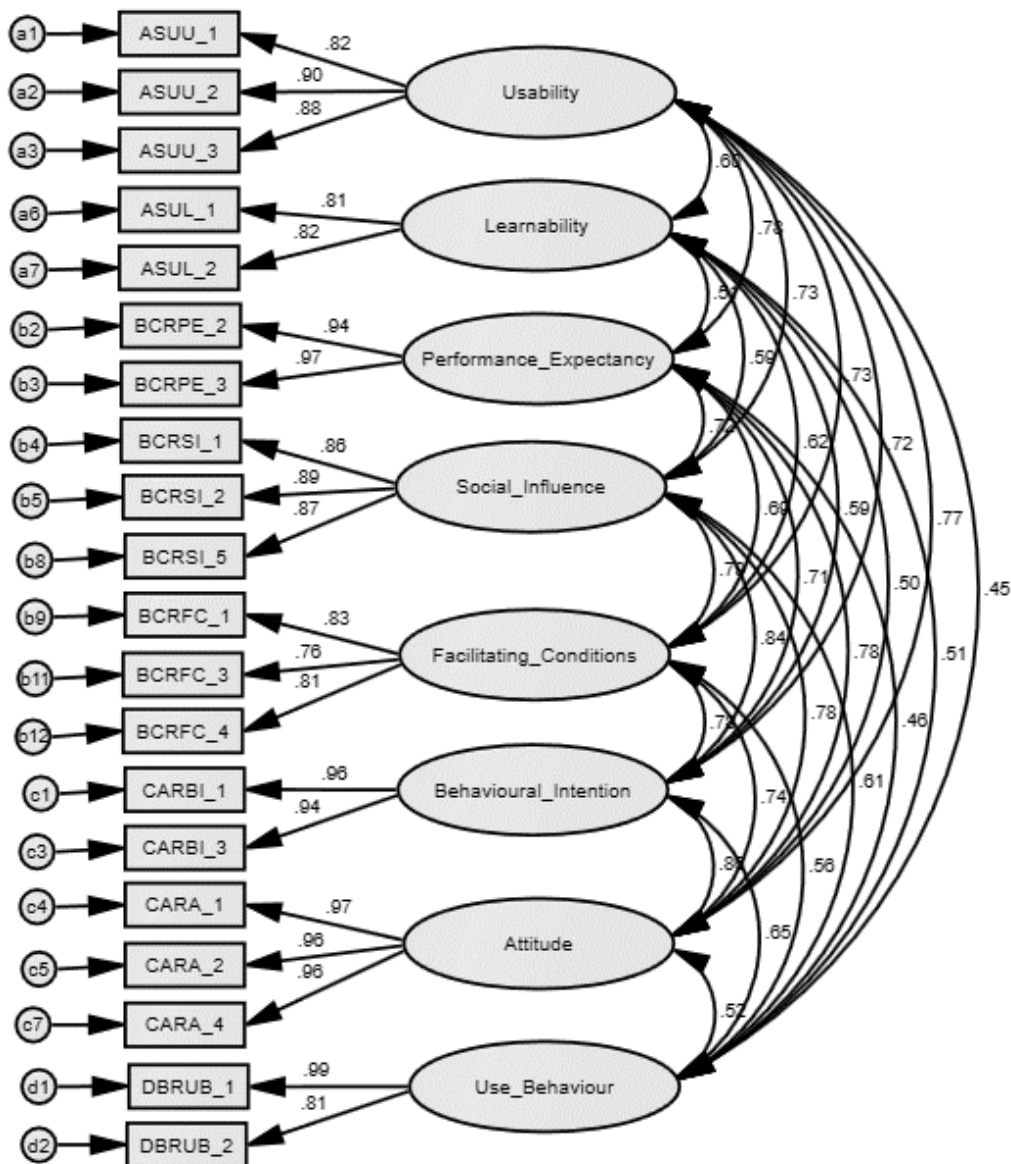 a1
ASUU_1
.82
a2
ASUU_2
.90
Usability
.88
a3
ASUU_3
.60
a6
ASUL_1
.81
Learnability
.78
.82
a7
ASUL_2
.73
b2
BCRPE_2
.94
Performance_Expectancy
.59
.97
b3
BCRPE_3
.73
b4
BCRSI_1
.86
.62
.72
.89
b5
BCRSI_2
Social_Influence
.59
.77
.87
b8
BCRSI_5
.71
.50
.45
b9
BCRFC_1
.83
.84
.78
.51
.76
Facilitating_Conditions
b11
BCRFC_3
.81
b12
BCRFC_4
.78
.46
c1
CARBI_1
.96
Behavioural_Intention
.74
.61
.94
c3
CARBI_3
.56
c4
CARA_1
.97
.96
Attitude
.65
c5
CARA_2
.96
c7
CARA_4
.52
d1
DBRUB_1
.99
Use_Behaviour
.81
d2
DBRUB_2